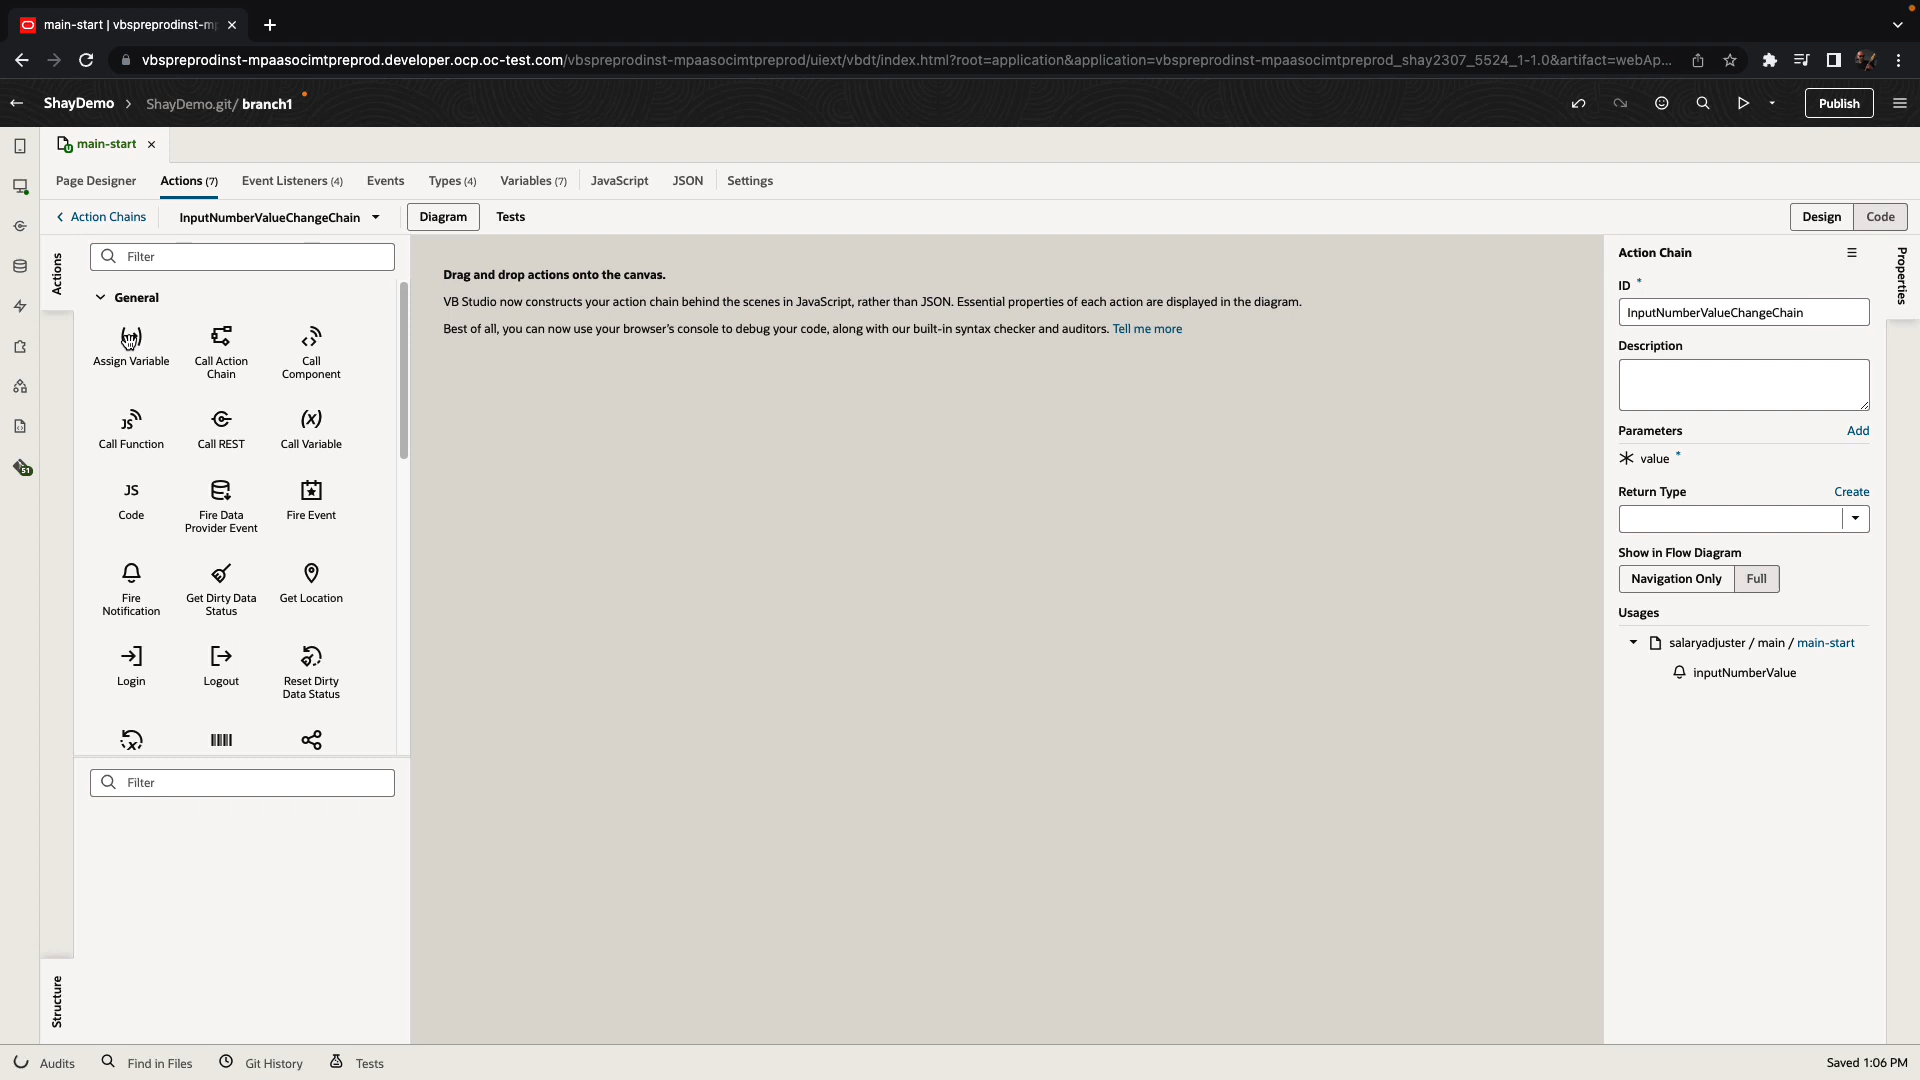 main-start | vbspreprodinst-mp
vbspreprodinst-mpaasocimtpreprod.developer.ocp.oc-test.com/vbspreprodinst-mpaasocimtpreprod/uiext/vbdt/index.html?root=application&application=vbspreprodinst-mpaasocimtpreprod_shay2307_5524_1-1.0&artifact=webAp...
ShayDemo > ShayDemo.git/ branch1
Publish
main-start
Page Designer Actions (7) Event Listeners (4) Events Types (4) Variables (7) JavaScript JSON Settings
Action Chains InputNumberValueChangeChain Diagram Tests Design Code
Actions
Filter
General
Assign Variable
Call Action
Chain
Call
Component
Call Function
Call REST
(x)
Call Variable
JS
Code
Fire Data
Provider Event
Fire Event
Fire
Notification
Get Dirty Data
Status
Get Location
Login
Logout
Reset Dirty
Data Status
Filter
Structure
Drag and drop actions onto the canvas.
VB Studio now constructs your action chain behind the scenes in JavaScript, rather than JSON. Essential properties of each action are displayed in the diagram.
Best of all, you can now use your browser's console to debug your code, along with our built-in syntax checker and auditors. Tell me more
Action Chain
Properties
ID *
InputNumberValueChangeChain
Description
Parameters Add
value *
Return Type Create
Show in Flow Diagram
Navigation Only Full
Usages
salaryadjuster / main / main-start
inputNumberValue
51
Audits Find in Files Git History Tests
Saved 1:06 PM